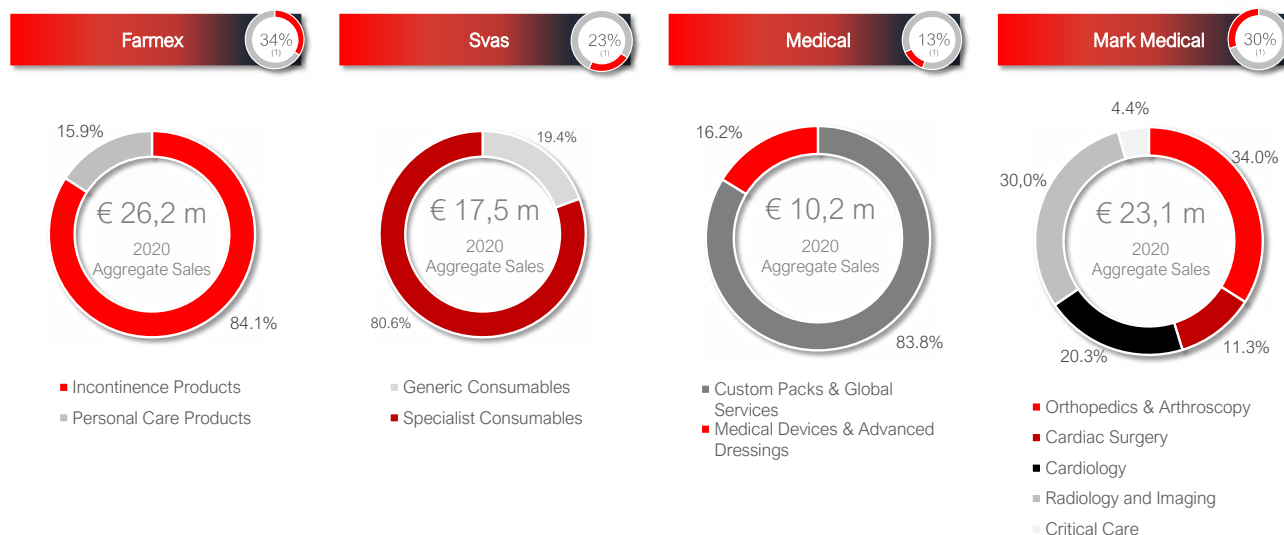 Farmex
34%
(1)
15.9%
€ 26,2 m
2020
Aggregate Sales
84.1%
Incontinence Products
Personal Care Products
Svas
23%
(1)
19.4%
€ 17,5 m
2020
Aggregate Sales
80.6%
Generic Consumables
Specialist Consumables
Medical
13%
(1)
16.2%
€ 10,2 m
2020
Aggregate Sales
83.8%
Custom Packs & Global
Services
Medical Devices & Advanced
Dressings
Mark Medical
30%
(1)
4.4%
34.0%
30,0%
€ 23,1 m
2020
Aggregate Sales
20.3%
11.3%
Orthopedics & Arthroscopy
Cardiac Surgery
Cardiology
Radiology and Imaging
Critical Care